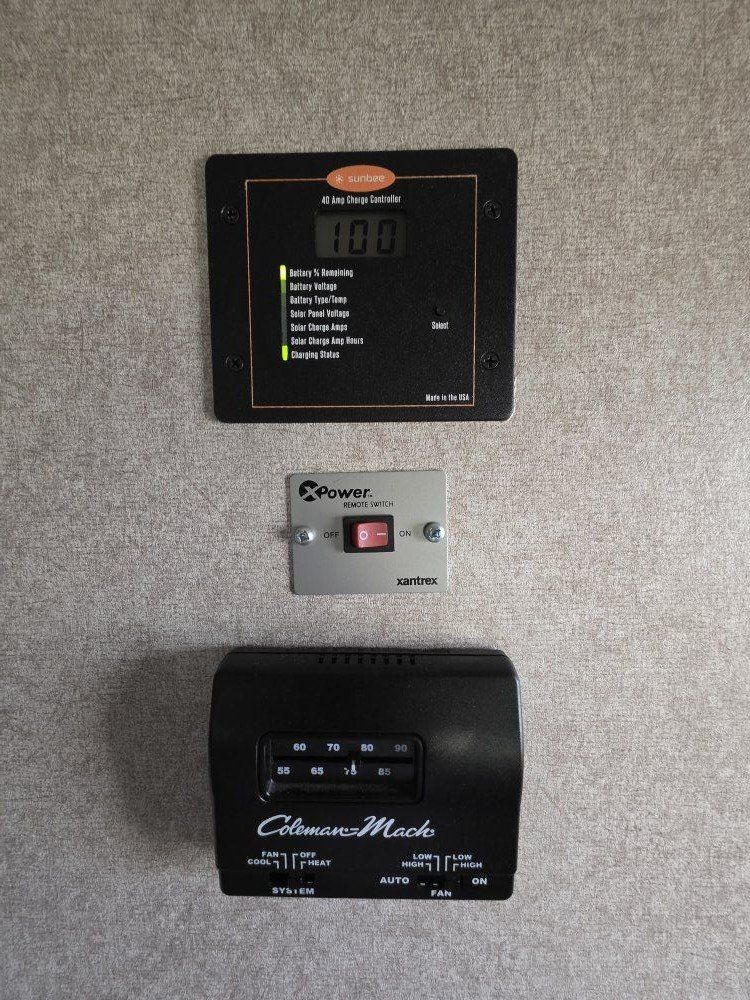 sunbee
40 Amp Charge Controller
100
Battery % Remaining
Battery Voltage
Battery Type/Temp
Solar Panel Voltage
Solar Charge Amps
Solar Charge Amp Hours
Charging Status
Select
Made in the USA
XPower™
REMOTE SWITCH
OFF O – ON
xantrex
60 70 80 90
55 65 75 85
Coleman-Mach
FAN OFF
COOL HEAT
SYSTEM
LOW LOW
HIGH HIGH
AUTO ON
FAN